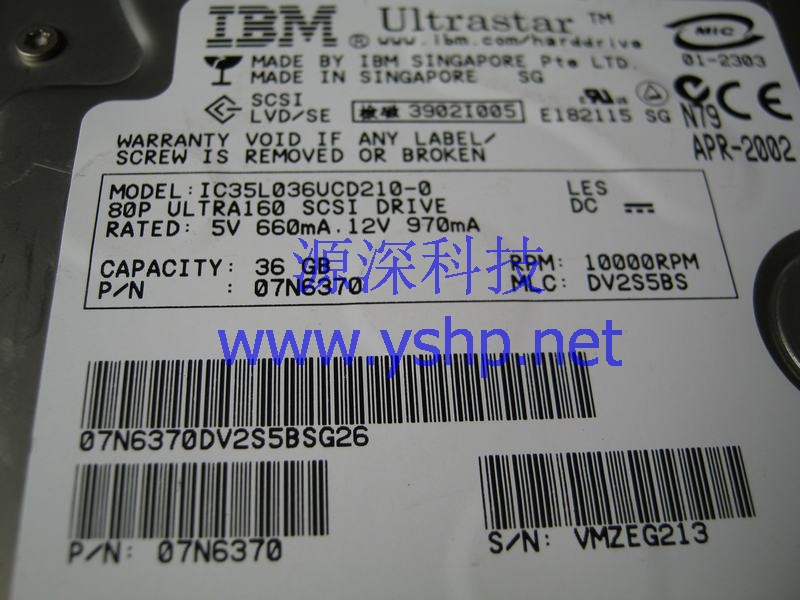 IBM ® Ultrastar ™
www.ibm.com/harddrive
MIC
01-2303
MADE BY IBM SINGAPORE Pte LTD.
MADE IN SINGAPORE SG
SCSI
LVD/SE
檢磁 3902I005
E182115 SG N79
CE
WARRANTY VOID IF ANY LABEL/
SCREW IS REMOVED OR BROKEN
APR-2002
MODEL: IC35L036UCD210-0 LES
80P ULTRA160 SCSI DRIVE DC
RATED: 5V 660mA.12V 970mA
源深科技
CAPACITY: 36 GB RPM: 10000RPM
P/N : 07N6370 MLC: DV2S5BS
www.yshp.net
07N6370DV2S5BSG26
P/N: 07N6370
S/N: VMZEG213